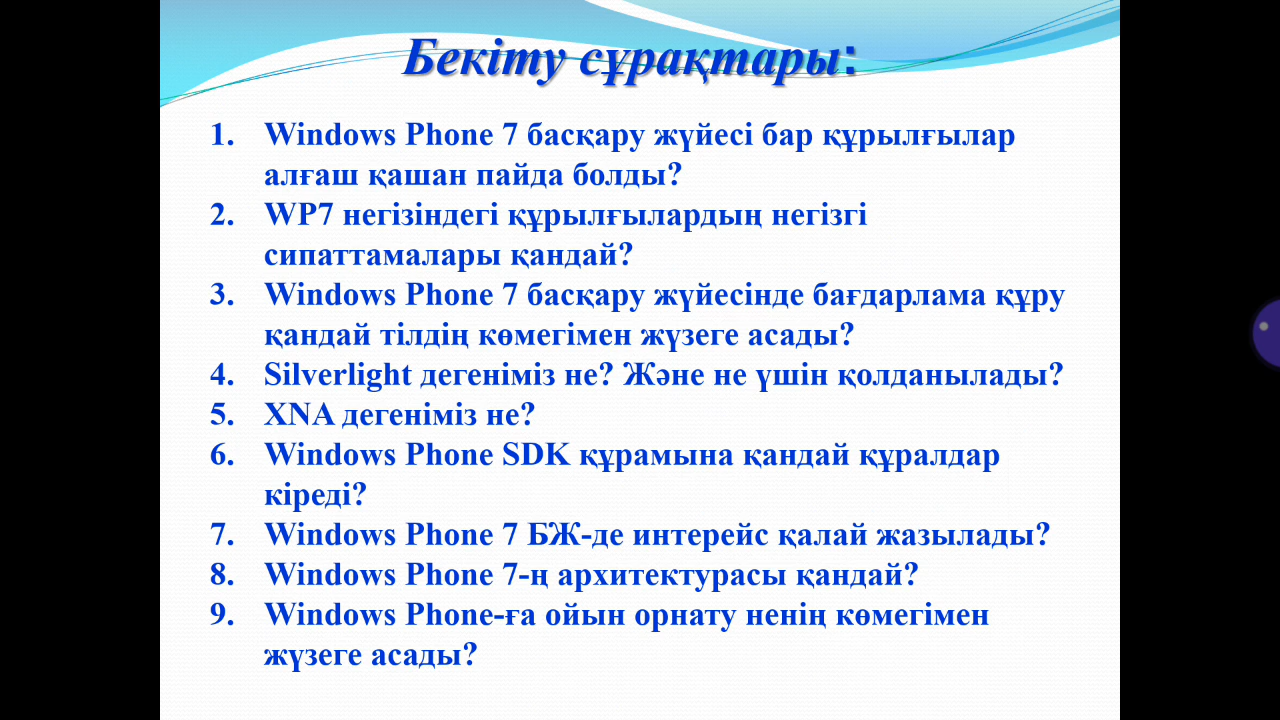 Бекіту сұрақтары:
1. Windows Phone 7 басқару жүйесі бар құрылғылар
алғаш қашан пайда болды?
2. WP7 негізіндегі құрылғылардың негізгі
сипаттамалары қандай?
3. Windows Phone 7 басқару жүйесінде бағдарлама құру
қандай тілдің көмегімен жүзеге асады?
4. Silverlight дегеніміз не? Және не үшін қолданылады?
5. XNA дегеніміз не?
6. Windows Phone SDK құрамына қандай құралдар
кіреді?
7. Windows Phone 7 БЖ-де интерейс қалай жазылады?
8. Windows Phone 7-ң архитектурасы қандай?
9. Windows Phone-ға ойын орнату ненің көмегімен
жүзеге асады?